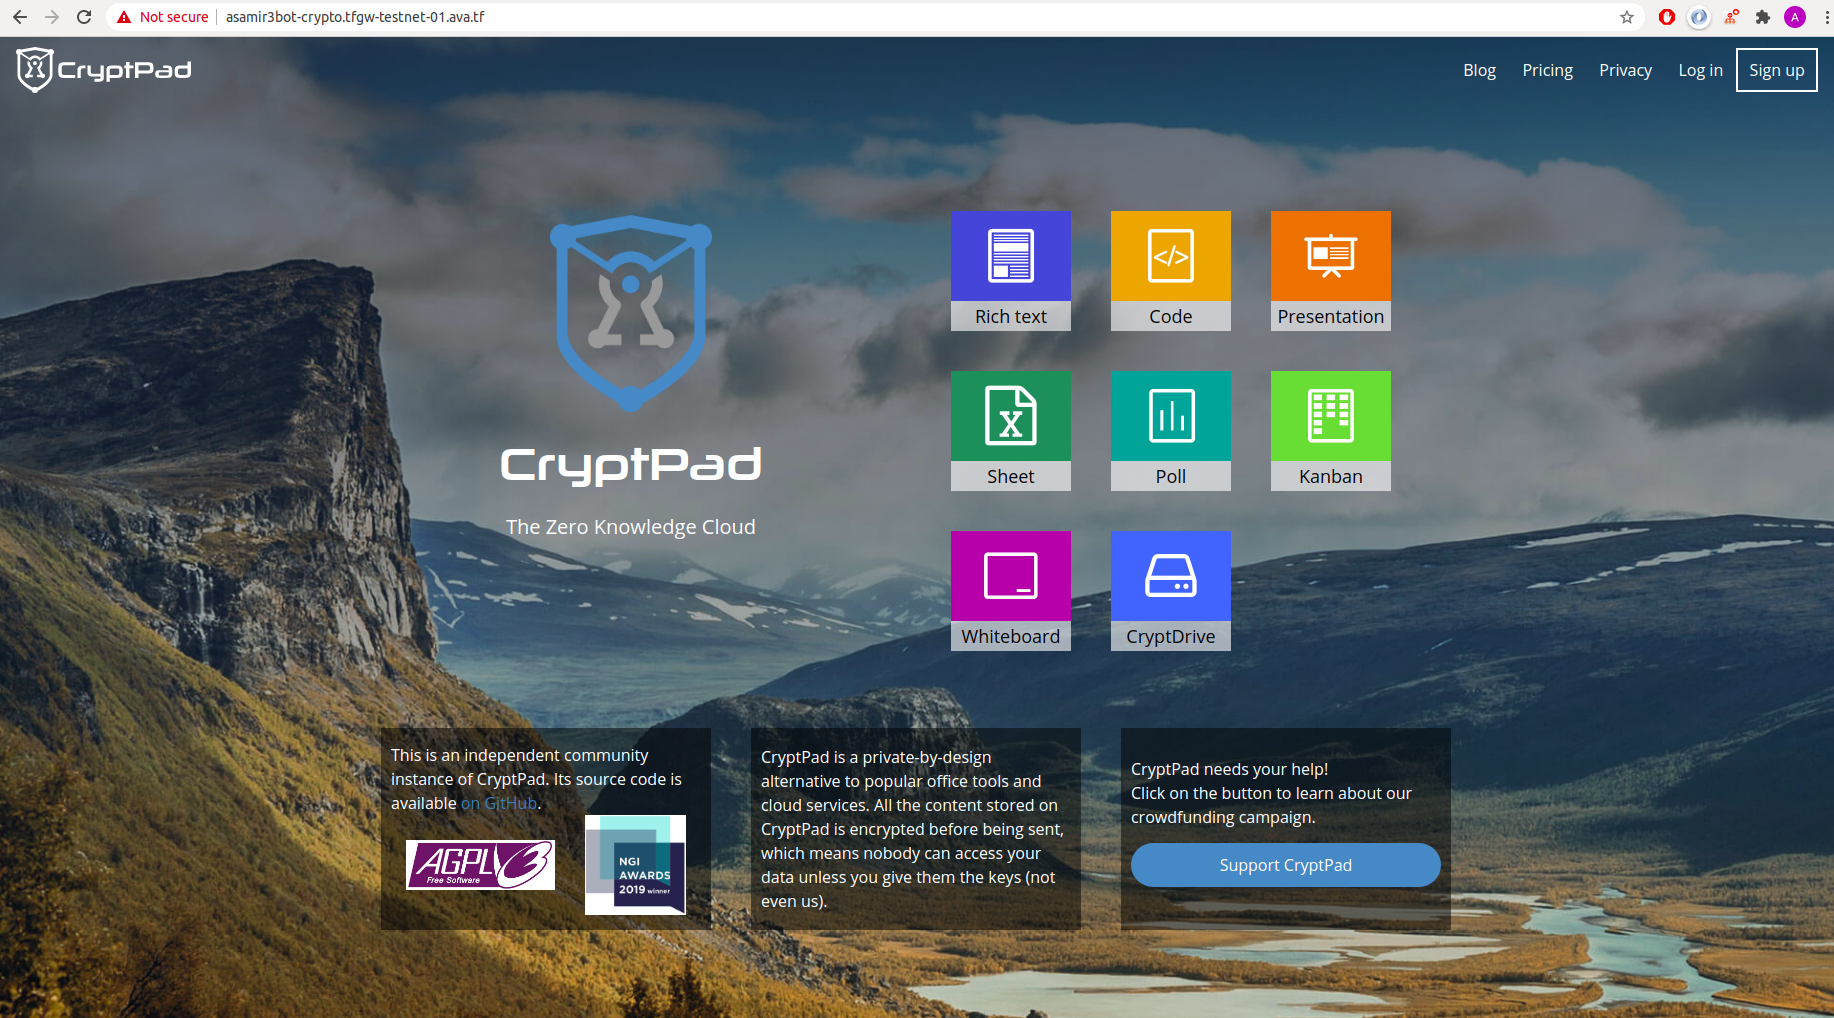 Not secure
asamir3bot-crypto.tfgw-testnet-01.ava.tf
A
CryptPad
Blog
Pricing
Privacy
Log in
Sign up
CryptPad
The Zero Knowledge Cloud
Rich text
</>
Code
Presentation
X
Sheet
Poll
Kanban
Whiteboard
CryptDrive
This is an independent community
instance of CryptPad. Its source code is
available on GitHub.
AGPLv3
Free Software
NGI
AWARDS
2019 winner
CryptPad is a private-by-design
alternative to popular office tools and
cloud services. All the content stored on
CryptPad is encrypted before being sent,
which means nobody can access your
data unless you give them the keys (not
even us).
CryptPad needs your help!
Click on the button to learn about our
crowdfunding campaign.
Support CryptPad